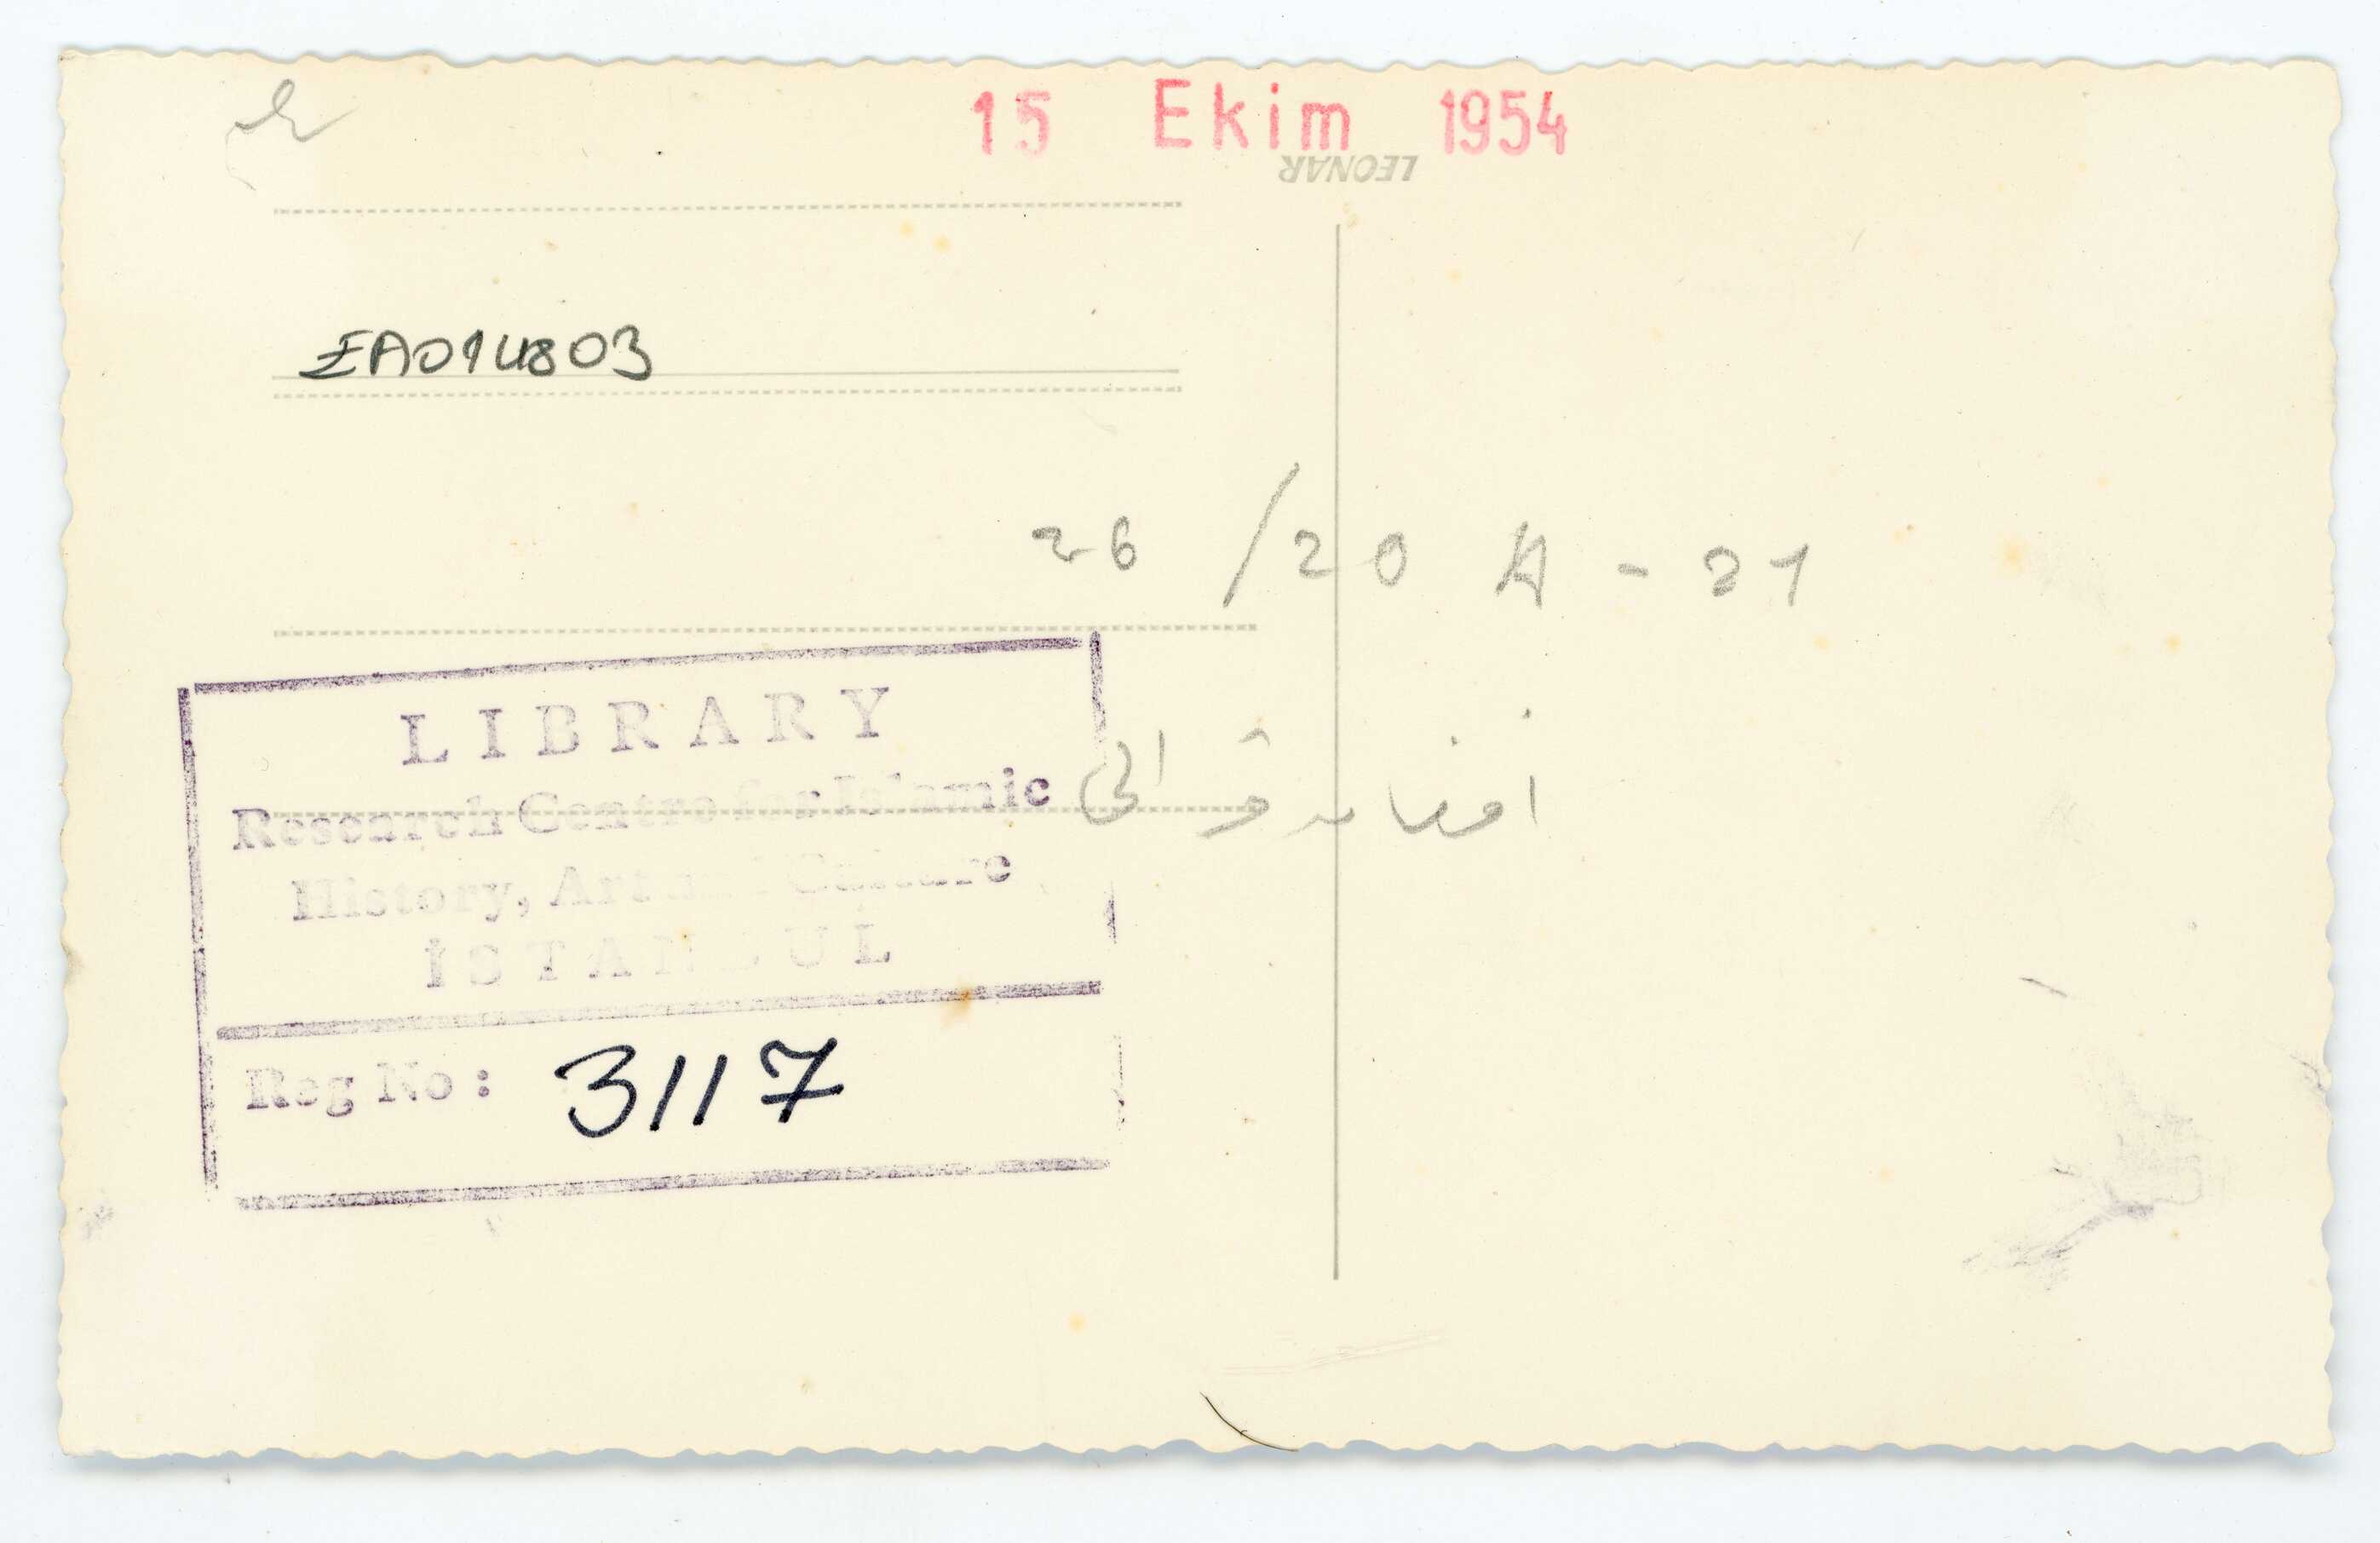 15 Ekim 1954
LEONAR
EA014803
26 /20 A - 21
LIBRARY
Research Centre for Islamic
History, Art and Culture
İSTANBUL
Reg No: 3117